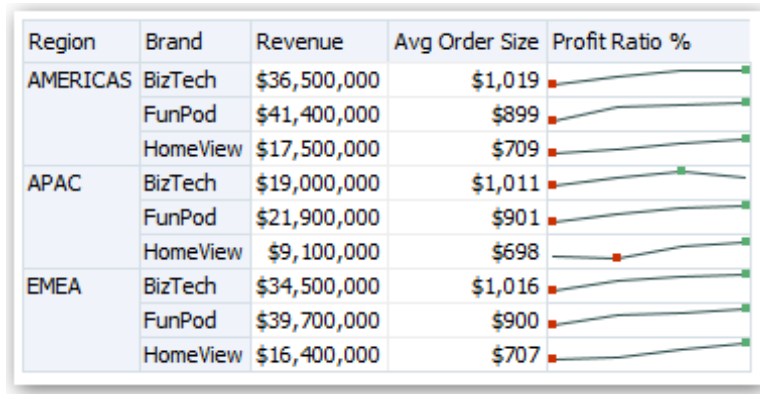 Region Brand Revenue Avg Order Size Profit Ratio %
AMERICAS BizTech $36,500,000 $1,019
FunPod $41,400,000 $899
HomeView $17,500,000 $709
APAC BizTech $19,000,000 $1,011
FunPod $21,900,000 $901
HomeView $9,100,000 $698
EMEA BizTech $34,500,000 $1,016
FunPod $39,700,000 $900
HomeView $16,400,000 $707